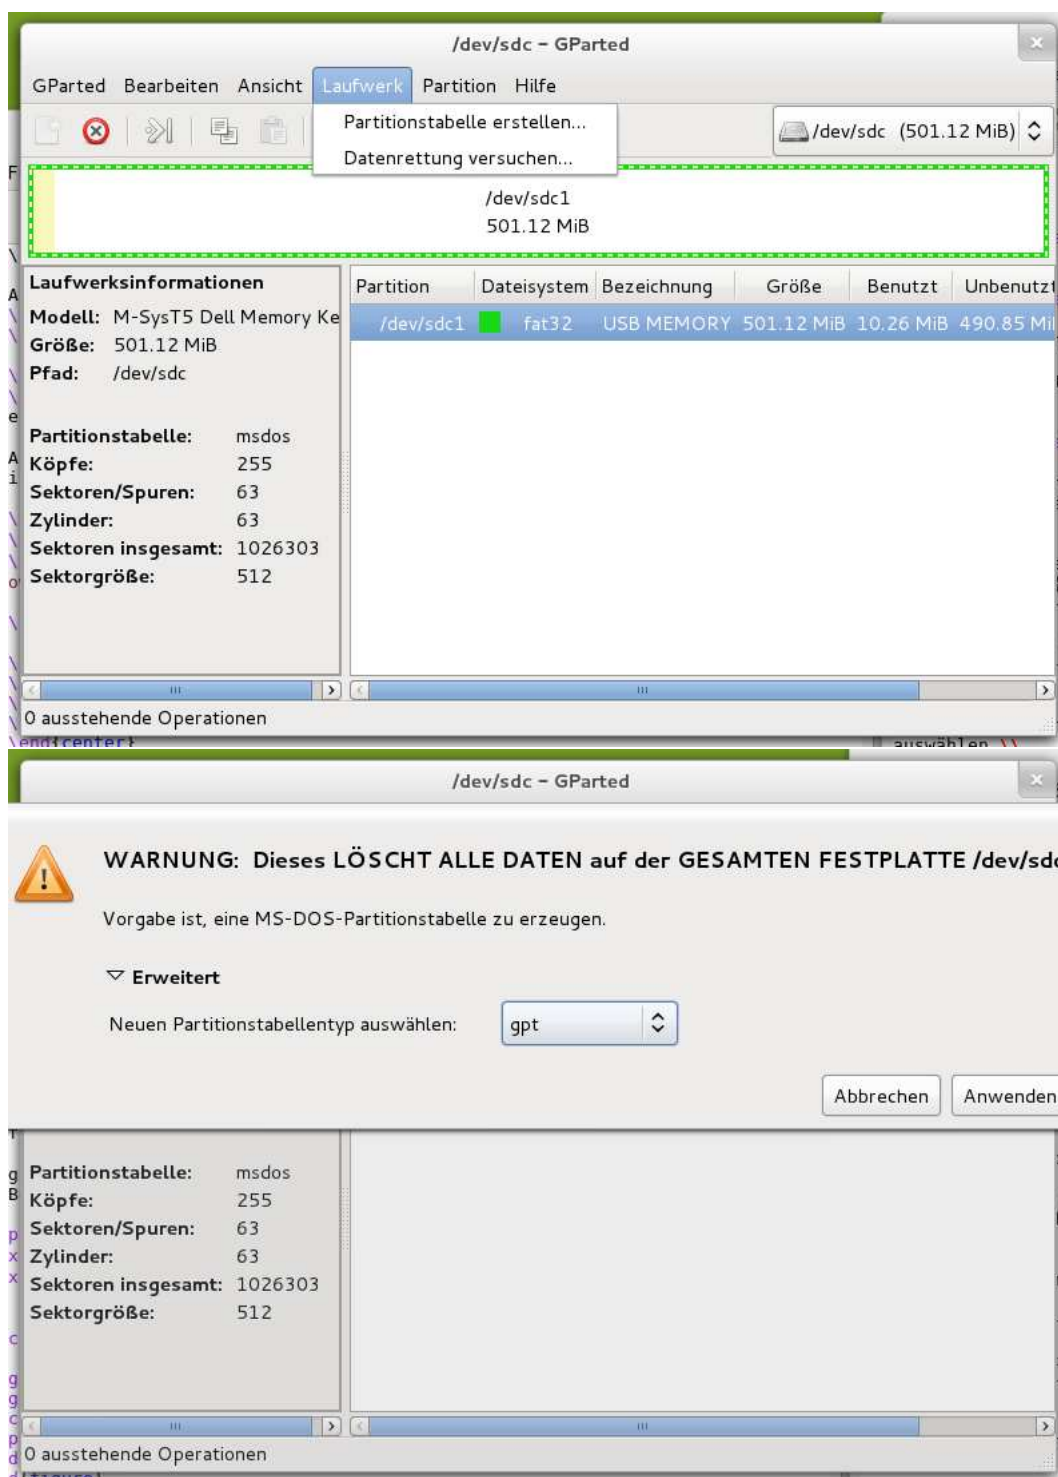 /dev/sdc - GParted
GParted Bearbeiten Ansicht Laufwerk Partition Hilfe
Partitionstabelle erstellen...
Datenrettung versuchen...
/dev/sdc (501.12 MiB)
/dev/sdc1
501.12 MiB
Laufwerksinformationen
Modell: M-SysT5 Dell Memory Ke
Größe: 501.12 MiB
Pfad: /dev/sdc
Partitionstabelle: msdos
Köpfe: 255
Sektoren/Spuren: 63
Zylinder: 63
Sektoren insgesamt: 1026303
Sektorgröße: 512
Partition Dateisystem Bezeichnung Größe Benutzt Unbenutzt
/dev/sdc1 fat32 USB MEMORY 501.12 MiB 10.26 MiB 490.85 Mi
0 ausstehende Operationen
\end{center}
auswählen \\
/dev/sdc - GParted
WARNUNG: Dieses LÖSCHT ALLE DATEN auf der GESAMTEN FESTPLATTE /dev/sdc
Vorgabe ist, eine MS-DOS-Partitionstabelle zu erzeugen.
Erweitert
Neuen Partitionstabellentyp auswählen: gpt
Abbrechen Anwenden
Partitionstabelle: msdos
Köpfe: 255
Sektoren/Spuren: 63
Zylinder: 63
Sektoren insgesamt: 1026303
Sektorgröße: 512
0 ausstehende Operationen